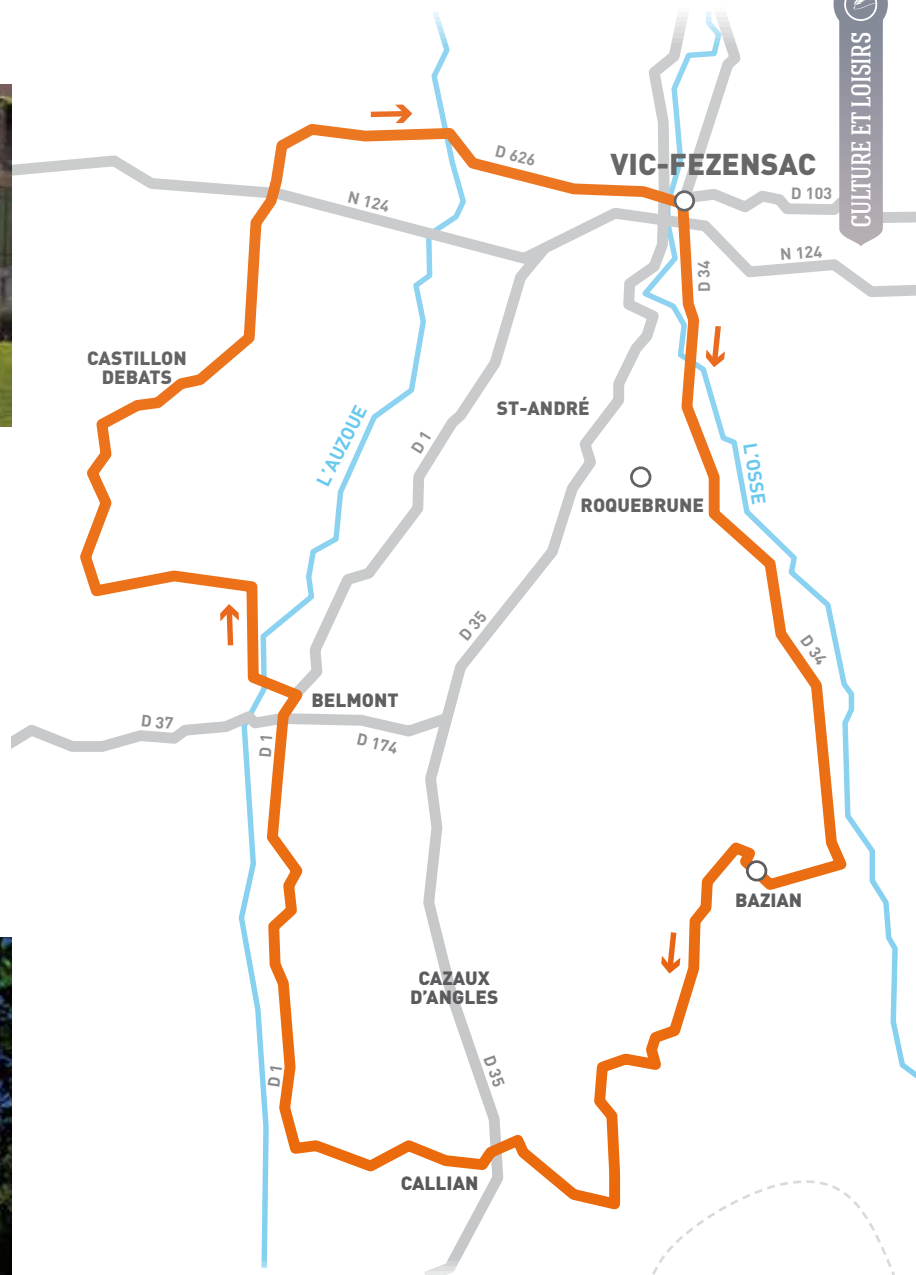 CULTURE ET LOISIRS
D 626
VIC-FEZENSAC
D 103
N 124
N 124
D 34
CASTILLON
DEBATS
ST-ANDRÉ
L'AUZOUE
D 1
L'OSSE
ROQUEBRUNE
D 35
D 34
BELMONT
D 37
D 1
D 174
BAZIAN
CAZAUX
D'ANGLES
D 1
D 35
CALLIAN